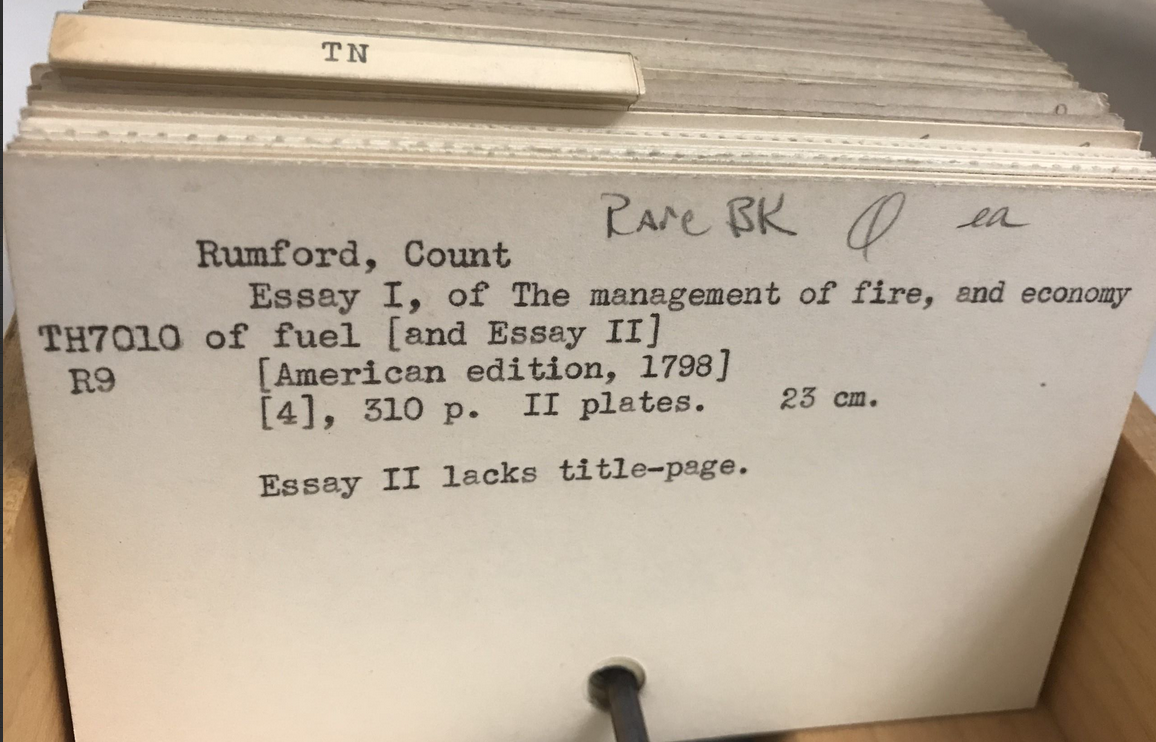 TN
Rare BK ea
Rumford, Count
Essay I, of The management of fire, and economy
TH7010 of fuel [and Essay II]
R9 [American edition, 1798]
[4], 310 p. II plates. 23 cm.
Essay II lacks title-page.